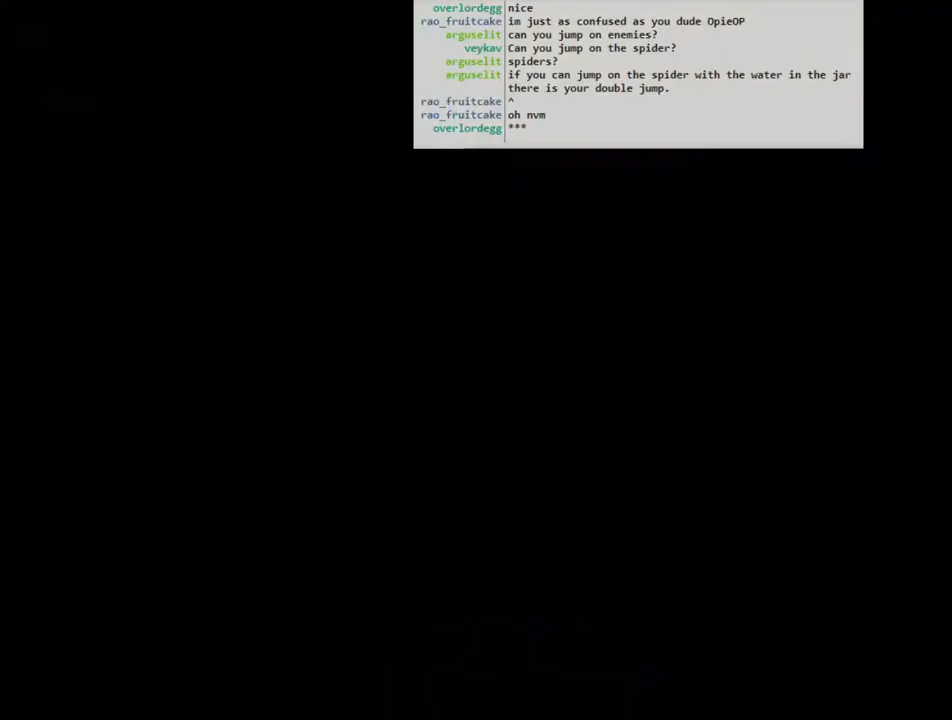 overlordegg nice
rao_fruitcake im just as confused as you dude OpieOP
arguselit can you jump on enemies?
veykav Can you jump on the spider?
arguselit spiders?
arguselit if you can jump on the spider with the water in the jar
there is your double jump.
rao_fruitcake ^
rao_fruitcake oh nvm
overlordegg ***